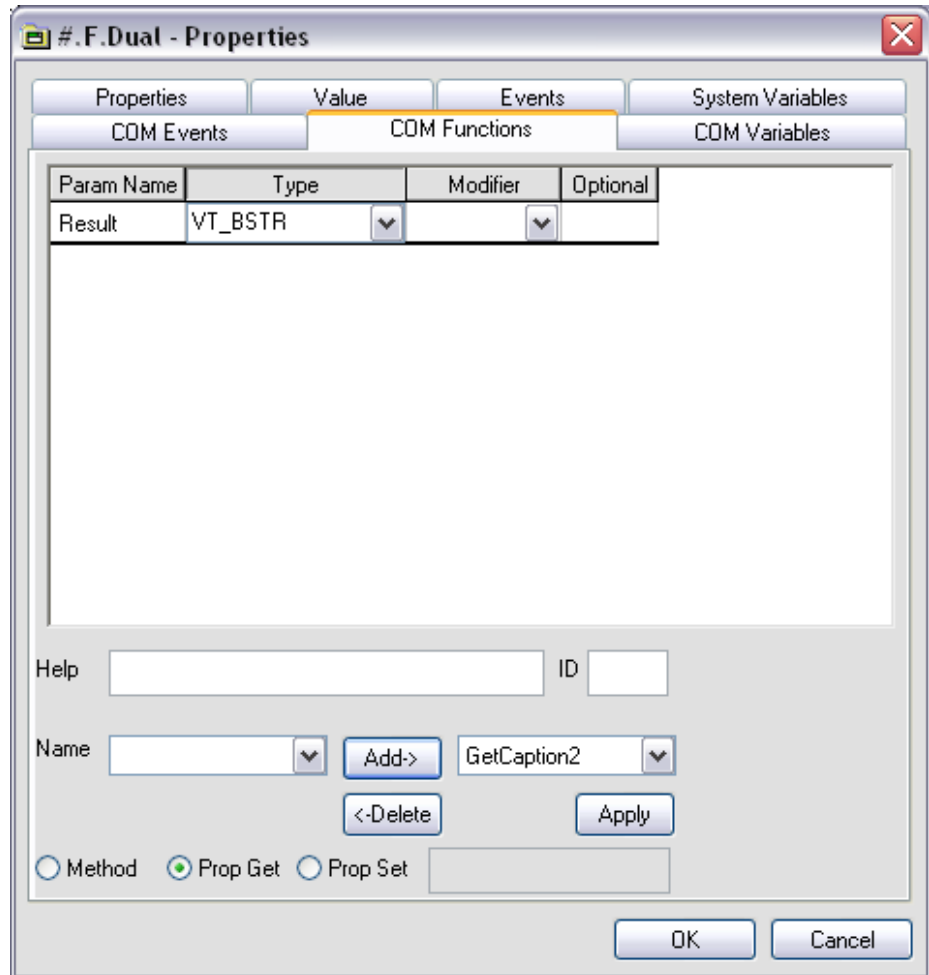 #.F.Dual - Properties
Properties Value Events System Variables
COM Events COM Functions COM Variables
Param Name Type Modifier Optional
Result VT_BSTR
Help ID
Name Add-> GetCaption2
<-Delete Apply
Method Prop Get Prop Set
OK Cancel